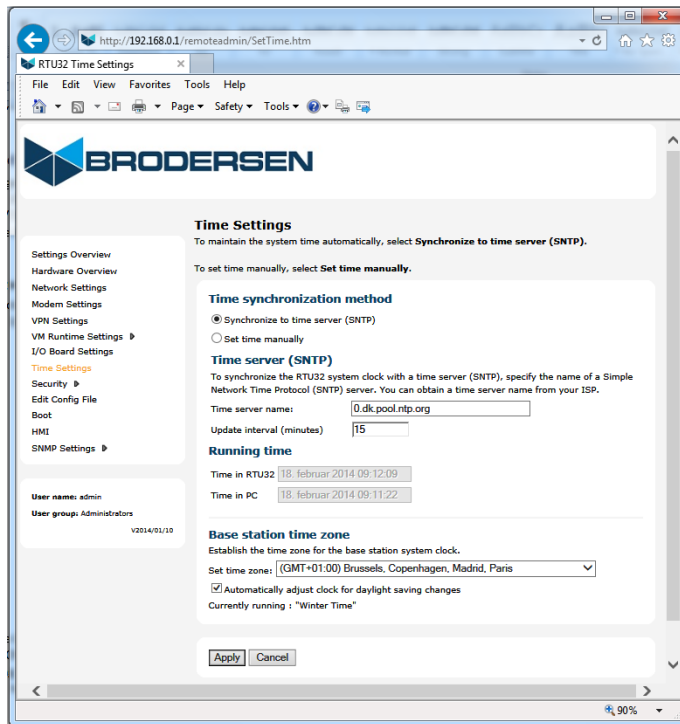 http://192.168.0.1/remoteadmin/SetTime.htm
RTU32 Time Settings
File Edit View Favorites Tools Help
Page Safety Tools
BRODERSEN
Settings Overview
Hardware Overview
Network Settings
Modem Settings
VPN Settings
VM Runtime Settings
I/O Board Settings
Time Settings
Security
Edit Config File
Boot
HMI
SNMP Settings
User name: admin
User group: Administrators
V2014/01/10
Time Settings
To maintain the system time automatically, select Synchronize to time server (SNTP).
To set time manually, select Set time manually.
Time synchronization method
Synchronize to time server (SNTP)
Set time manually
Time server (SNTP)
To synchronize the RTU32 system clock with a time server (SNTP), specify the name of a Simple
Network Time Protocol (SNTP) server. You can obtain a time server name from your ISP.
Time server name: 0.dk.pool.ntp.org
Update interval (minutes) 15
Running time
Time in RTU32 18. februar 2014 09:12:09
Time in PC 18. februar 2014 09:11:22
Base station time zone
Establish the time zone for the base station system clock.
Set time zone: (GMT+01:00) Brussels, Copenhagen, Madrid, Paris
Automatically adjust clock for daylight saving changes
Currently running : "Winter Time"
Apply Cancel
90%